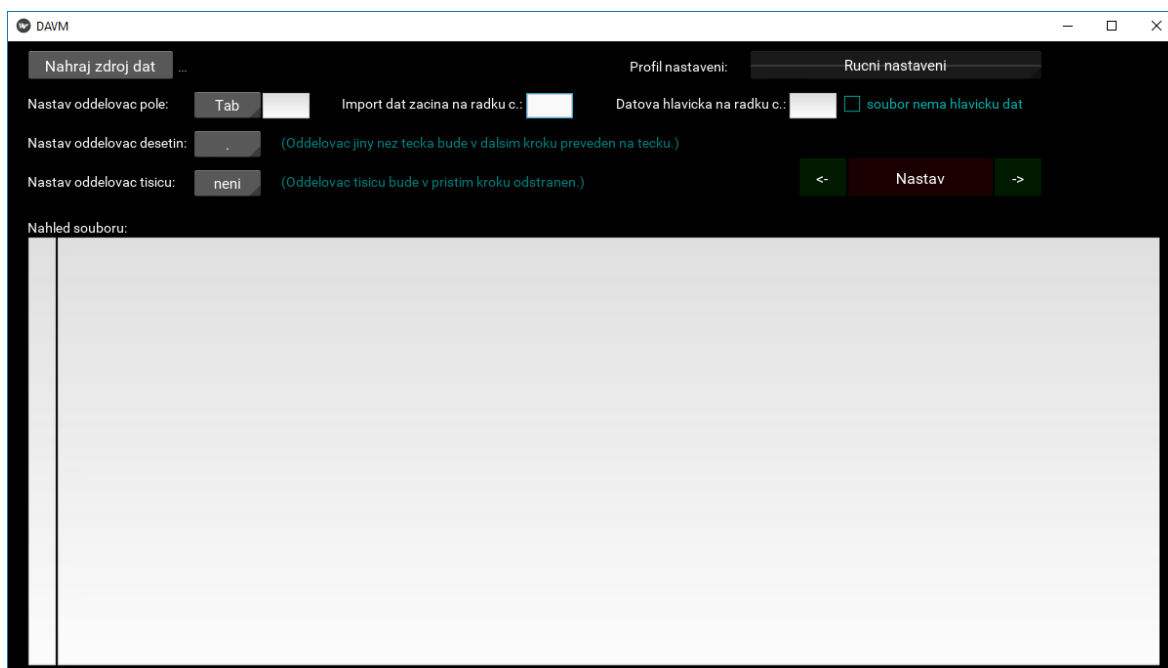 DAVM
Nahraj zdroj dat ... Profil nastaveni: Rucni nastaveni
Nastav oddelovac pole: Tab Import dat zacina na radku c.: Datova hlavicka na radku c.: soubor nema hlavicku dat
Nastav oddelovac desetin: . (Oddelovac jiny nez tecka bude v dalsim kroku preveden na tecku.)
Nastav oddelovac tisicu: neni (Oddelovac tisicu bude v pristim kroku odstranen.) <- Nastav ->
Nahled souboru: